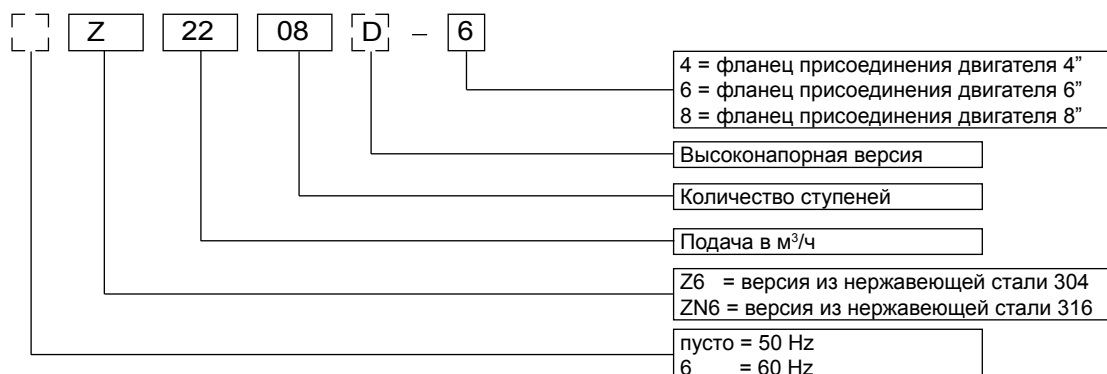 Z 22 08 D – 6
4 = фланец присоединения двигателя 4”
6 = фланец присоединения двигателя 6”
8 = фланец присоединения двигателя 8”
Высоконапорная версия
Количество ступеней
Подача в м³/ч
Z6 = версия из нержавеющей стали 304
ZN6 = версия из нержавеющей стали 316
пусто = 50 Hz
6 = 60 Hz